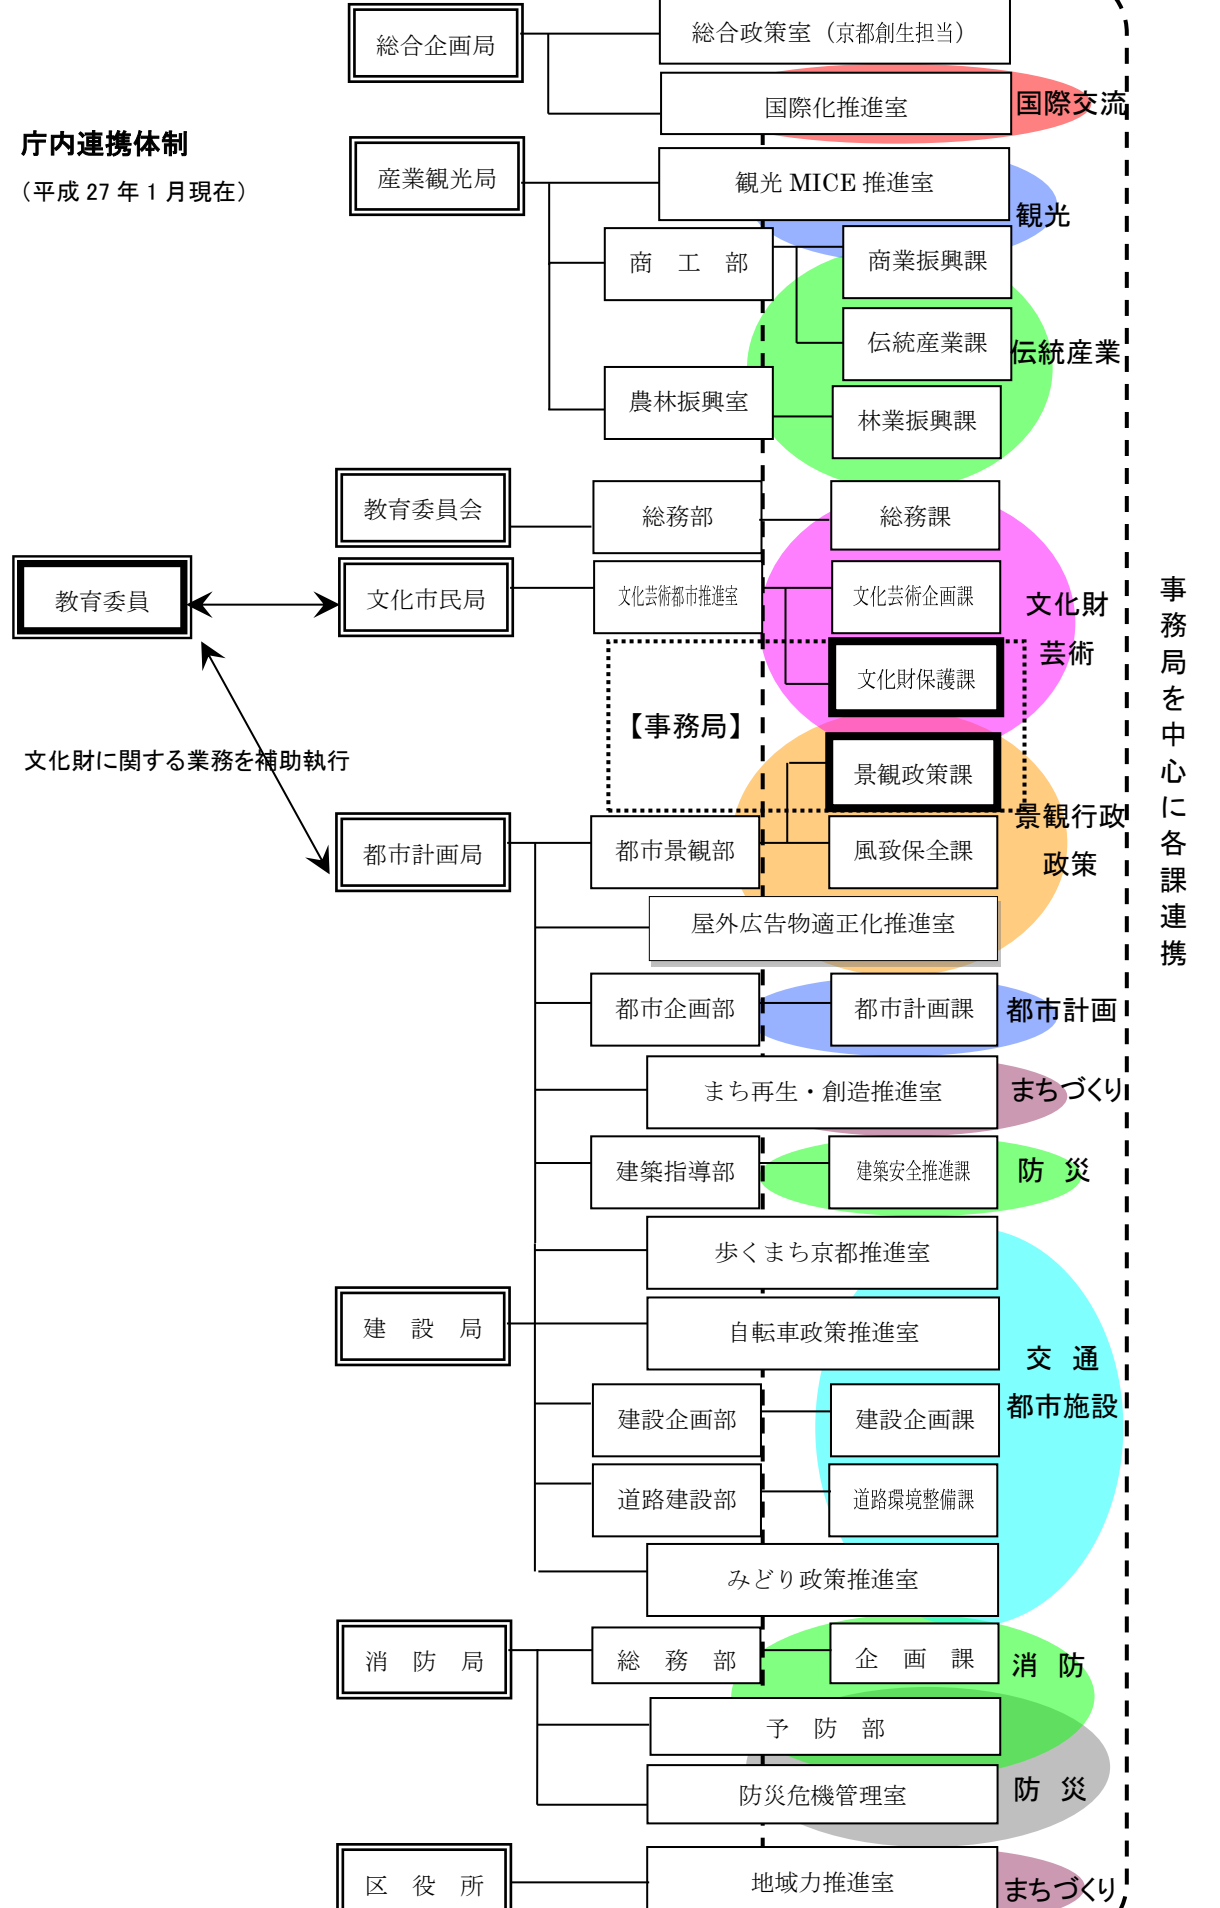 総合企画局
総合政策室（京都創生担当）
国際化推進室
国際交流
庁内連携体制
（平成 27 年 1 月現在）
産業観光局
観光 MICE 推進室
観光
商　工　部
商業振興課
伝統産業課
伝統産業
農林振興室
林業振興課
教育委員会
総務部
総務課
教育委員
文化市民局
文化芸術都市推進室
文化芸術企画課
文化財
芸術
文化財保護課
【事務局】
文化財に関する業務を補助執行
景観政策課
景観行政
政策
都市計画局
都市景観部
風致保全課
屋外広告物適正化推進室
都市企画部
都市計画課
都市計画
まち再生・創造推進室
まちづくり
建築指導部
建築安全推進課
防　災
歩くまち京都推進室
建　設　局
自転車政策推進室
交　通
都市施設
建設企画部
建設企画課
道路建設部
道路環境整備課
みどり政策推進室
消　防　局
総　務　部
企　画　課
消　防
予　防　部
防災危機管理室
防　災
区　役　所
地域力推進室
まちづくり
事務局を中心に各課連携